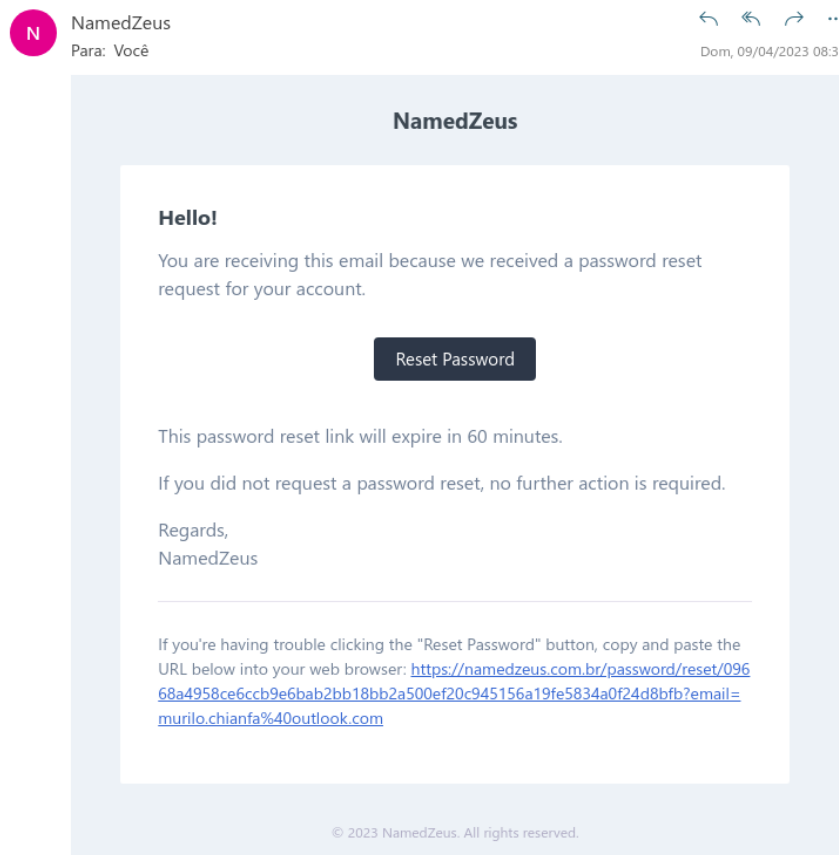 N
NamedZeus
Para: Você
Dom, 09/04/2023 08:3
NamedZeus
Hello!
You are receiving this email because we received a password reset
request for your account.
Reset Password
This password reset link will expire in 60 minutes.
If you did not request a password reset, no further action is required.
Regards,
NamedZeus
If you're having trouble clicking the "Reset Password" button, copy and paste the
URL below into your web browser: https://namedzeus.com.br/password/reset/096
68a4958ce6ccb9e6bab2bb18bb2a500ef20c945156a19fe5834a0f24d8bfb?email=
murilo.chianfa%40outlook.com
© 2023 NamedZeus. All rights reserved.